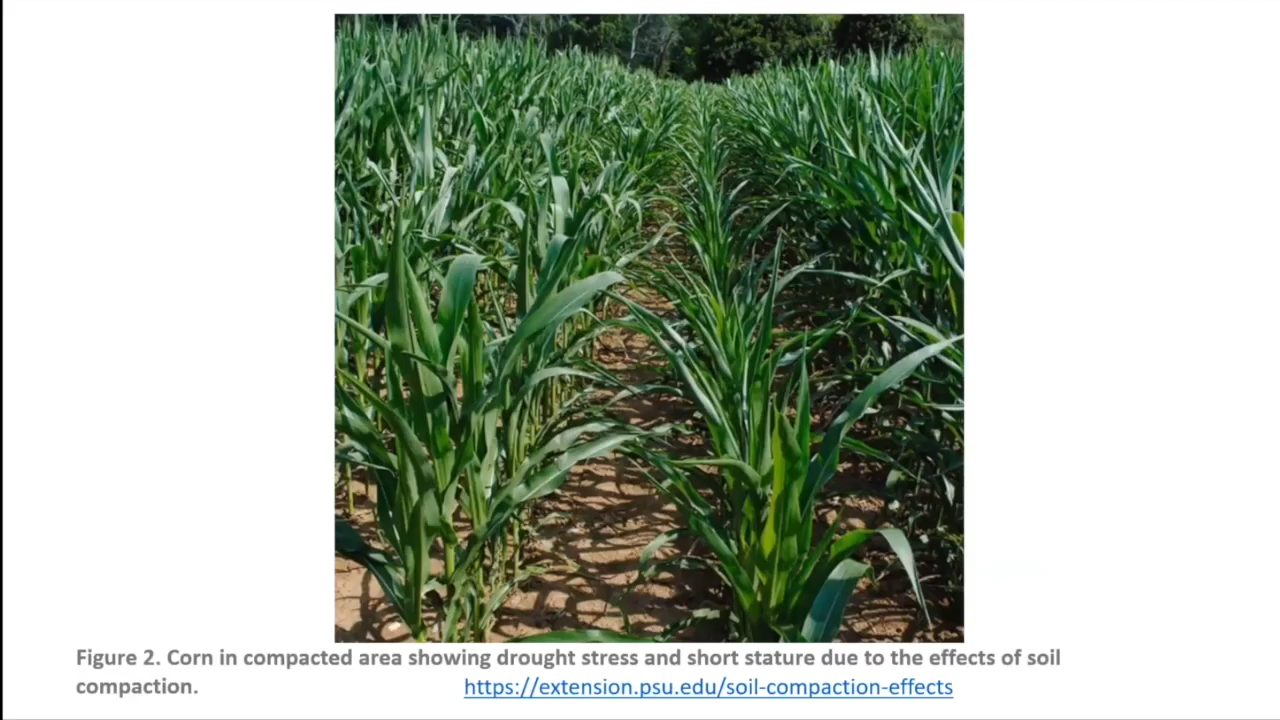 Figure 2. Corn in compacted area showing drought stress and short stature due to the effects of soil
compaction.
https://extension.psu.edu/soil-compaction-effects